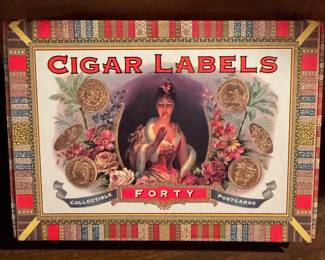 CIGAR LABELS
COLLECTIBLE FORTY POSTCARDS